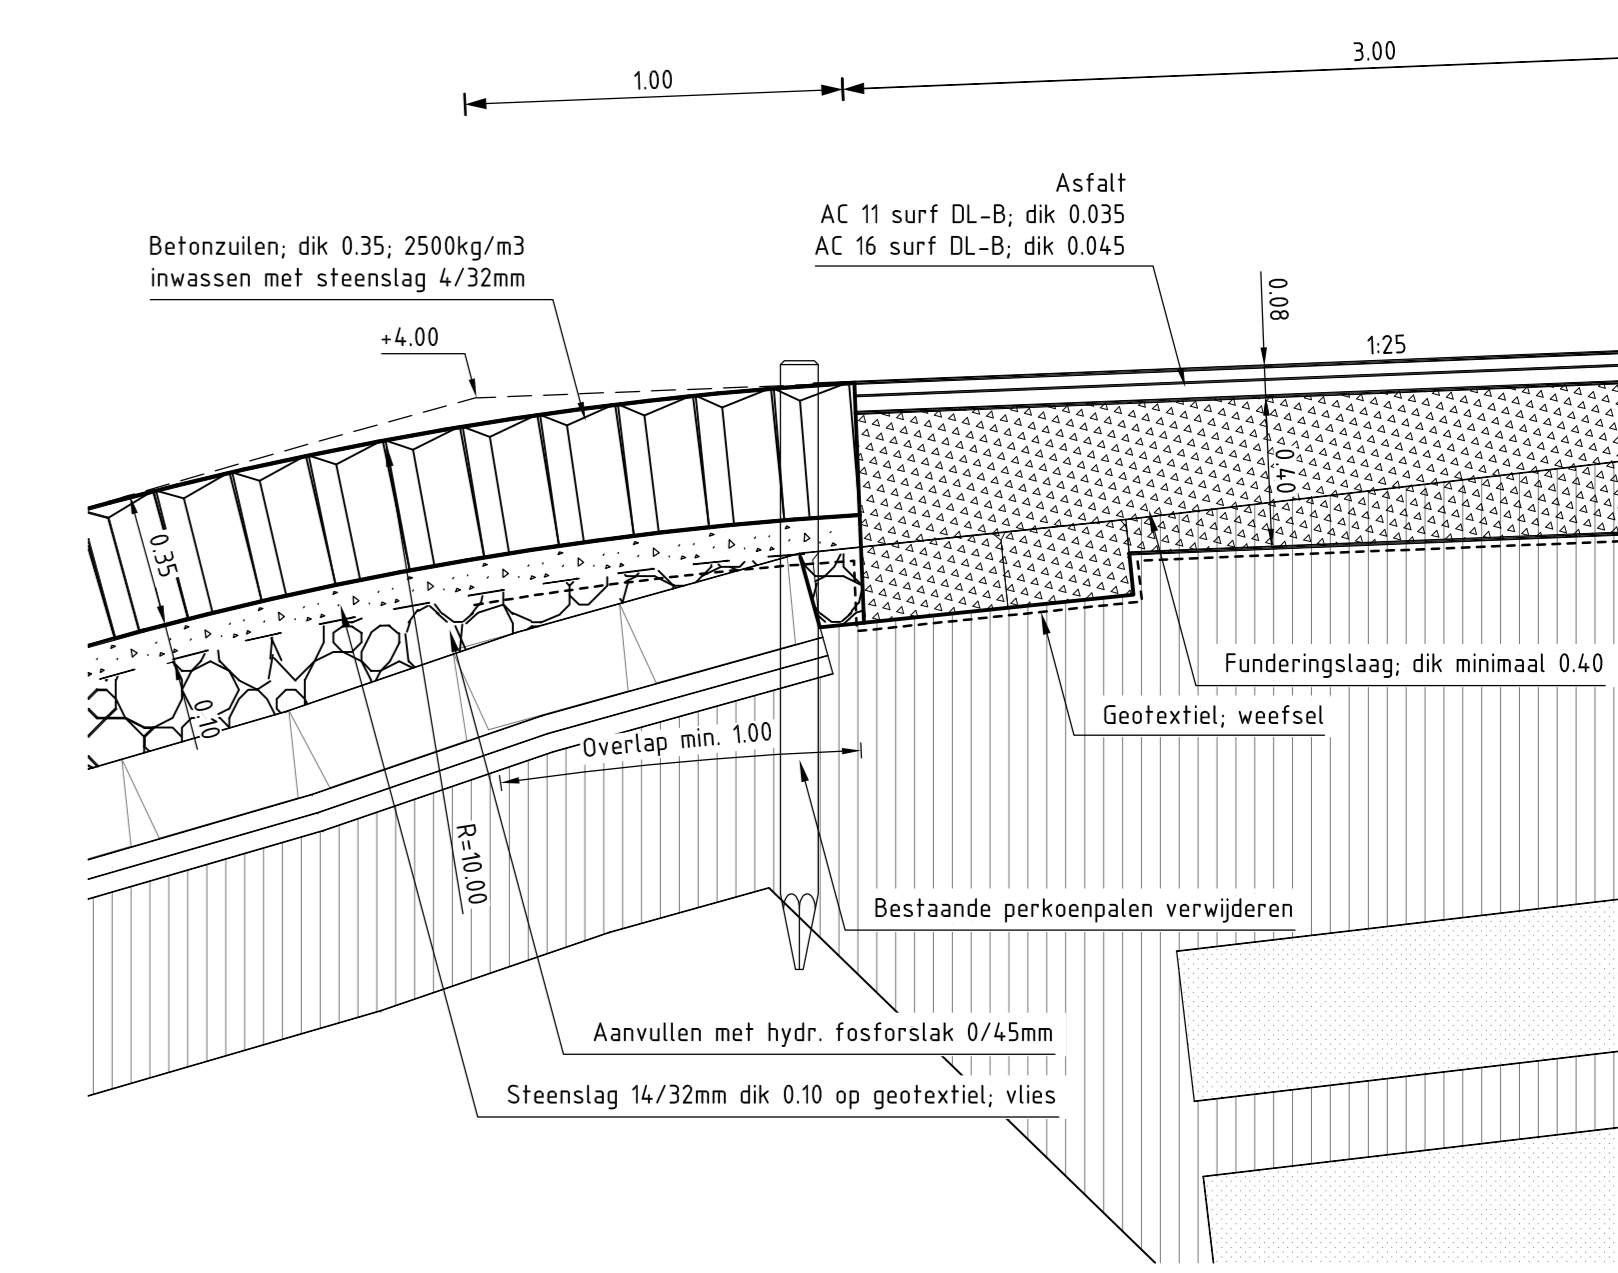 3.00
1.00
Asfalt
AC 11 surf DL-B; dik 0.035
AC 16 surf DL-B; dik 0.045
Betonzuilen; dik 0.35; 2500kg/m3
inwassen met steenslag 4/32mm
0.08
+4.00
1:25
0.40
0.35
Funderingslaag; dik minimaal 0.40
0.10
Geotextiel; weefsel
Overlap min. 1.00
R=10.00
Bestaande perkoenpalen verwijderen
Aanvullen met hydr. fosforslak 0/45mm
Steenslag 14/32mm dik 0.10 op geotextiel; vlies